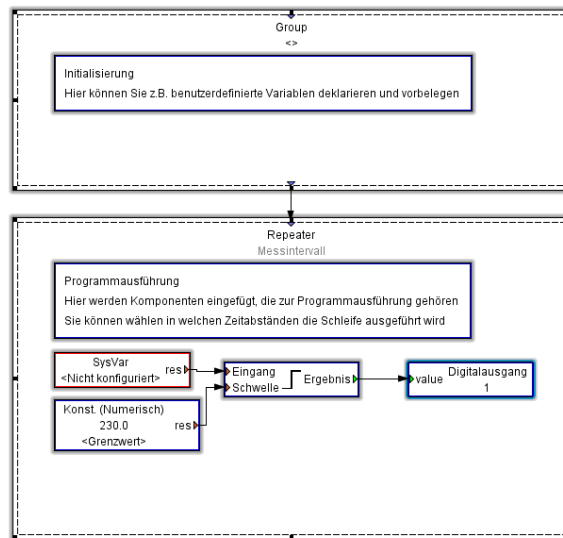 Group
<>
Initialisierung
Hier können Sie z.B. benutzerdefinierte Variablen deklarieren und vorbelegen
Repeater
Messintervall
Programmausführung
Hier werden Komponenten eingefügt, die zur Programmausführung gehören
Sie können wählen in welchen Zeitabständen die Schleife ausgeführt wird
SysVar
<Nicht konfiguriert>
res
Konst. (Numerisch)
230.0
<Grenzwert>
res
Eingang
Schwelle
Ergebnis
value
Digitalausgang
1